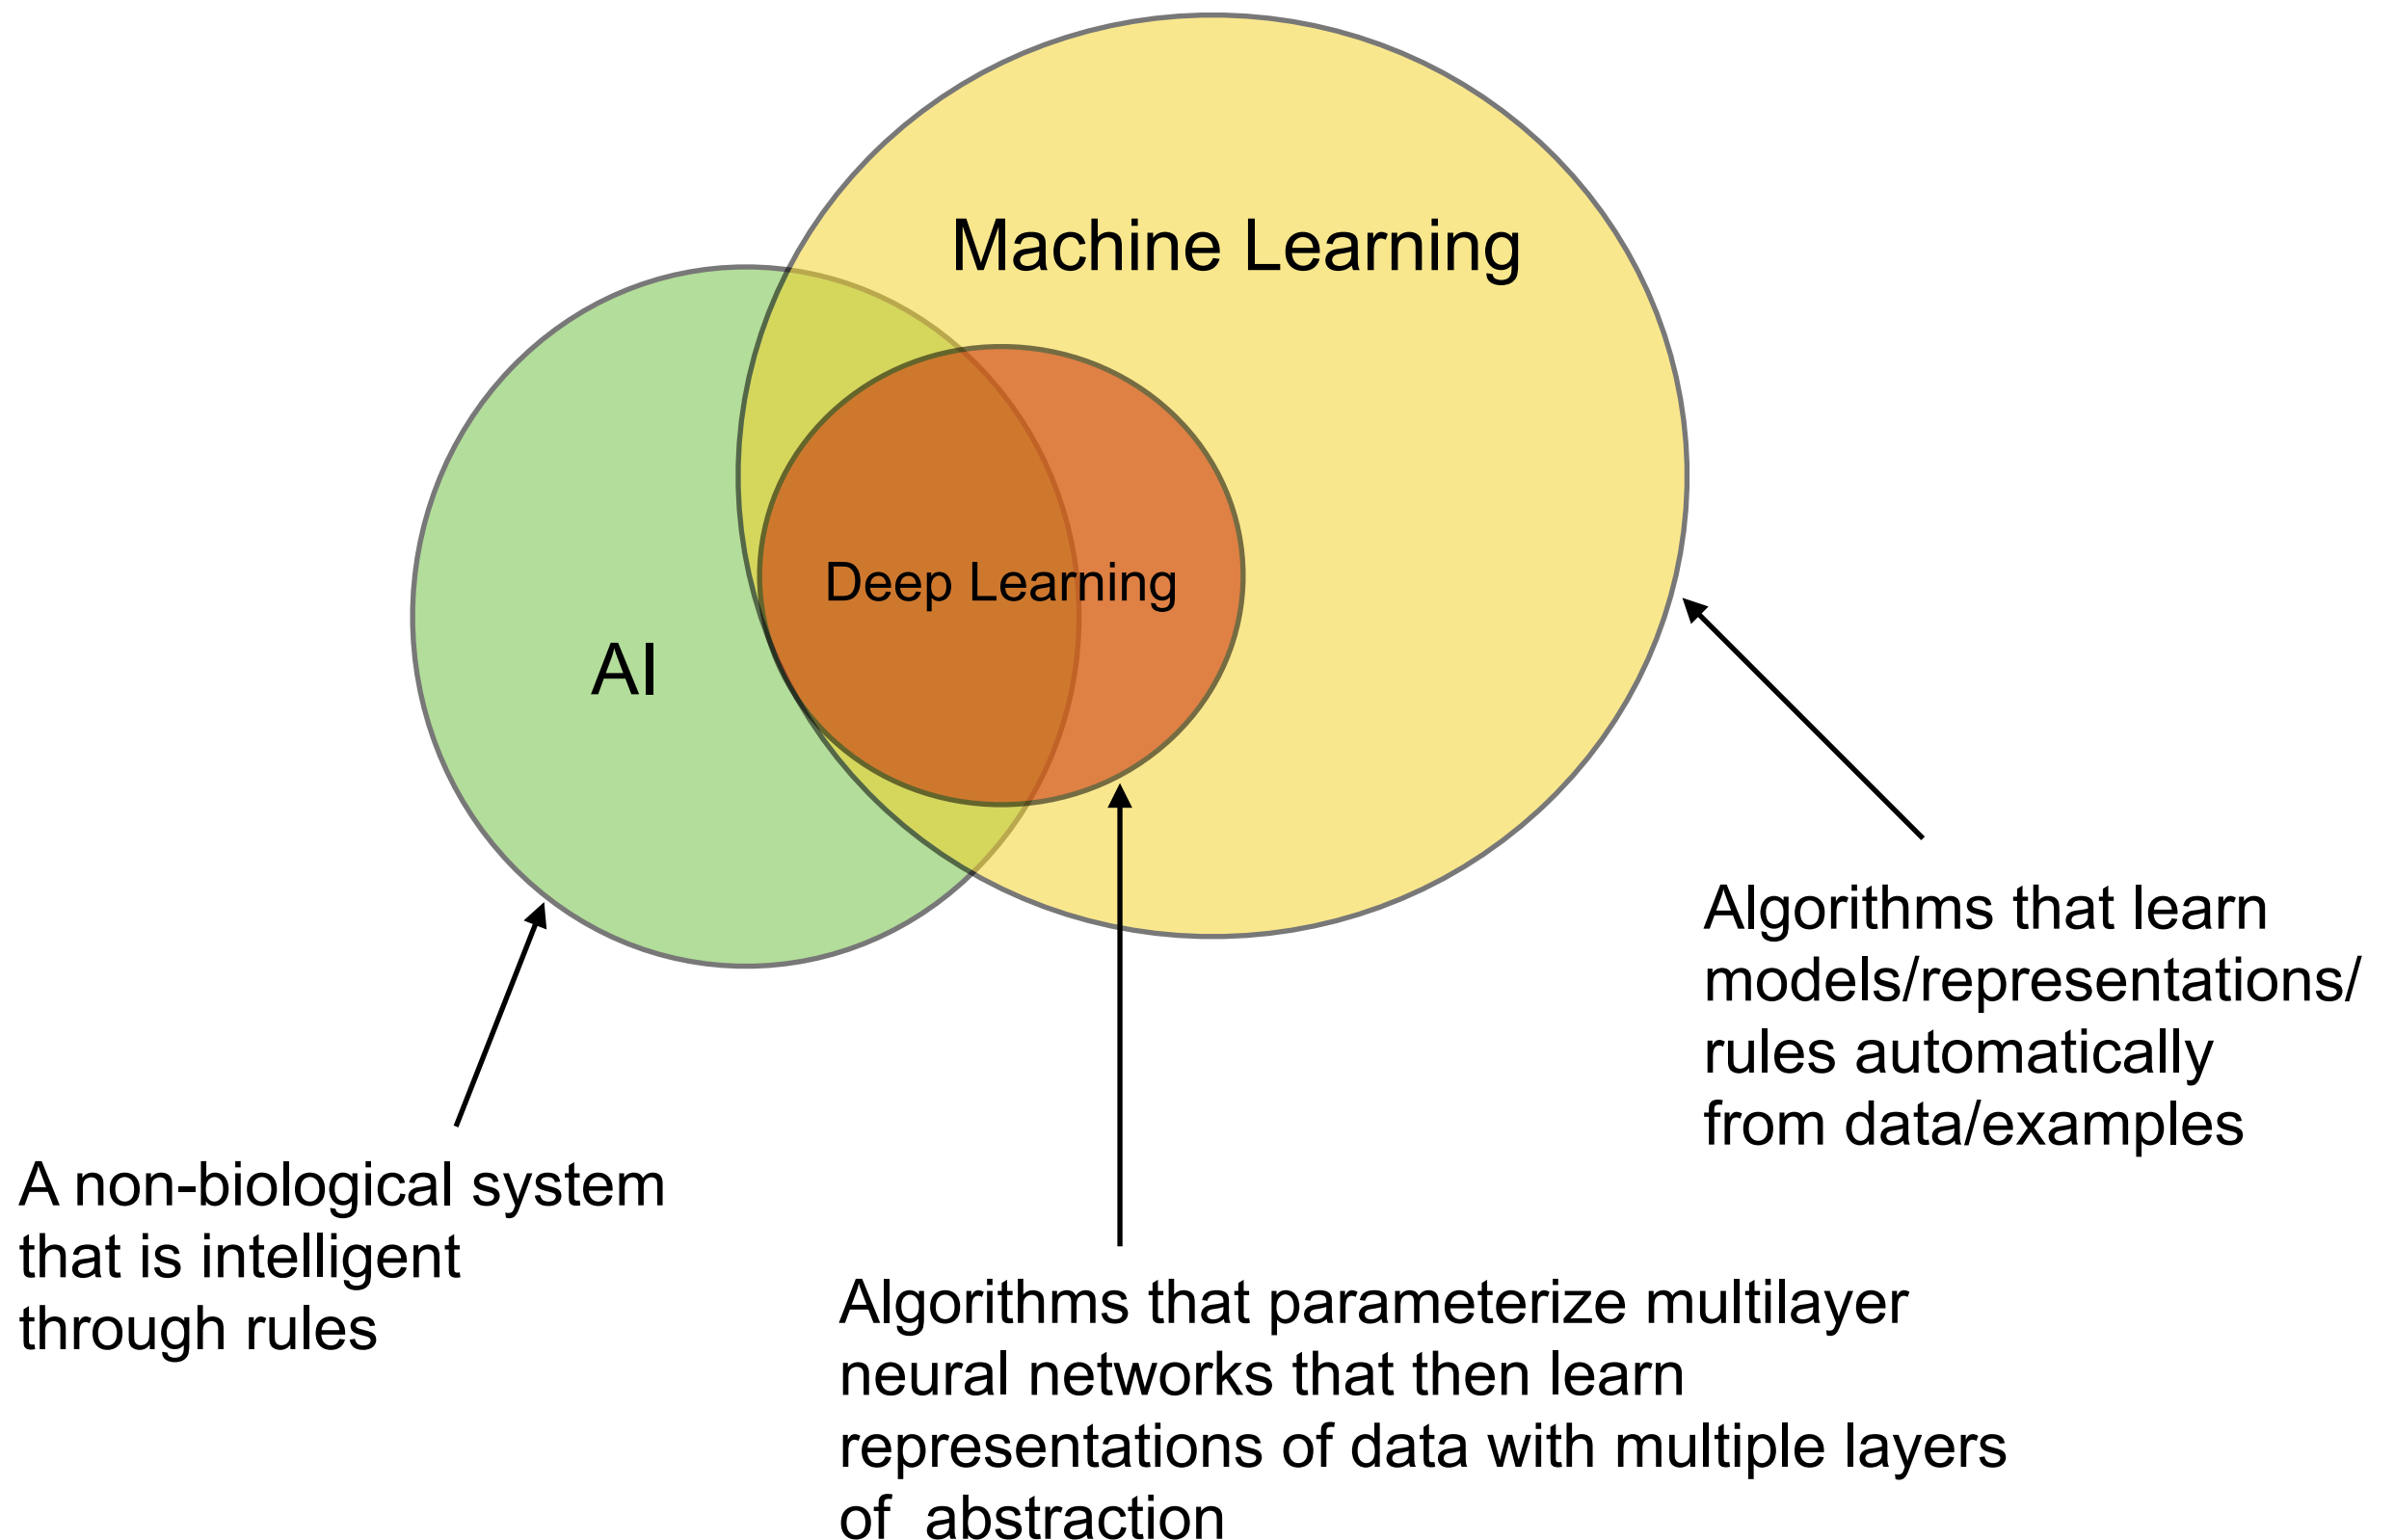 Machine Learning
Deep Learning
AI
Algorithms that learn
models/representations/
rules automatically
from data/examples
A non-biological system
that is intelligent
through rules
Algorithms that parameterize multilayer
neural networks that then learn
representations of data with multiple layers
of  abstraction